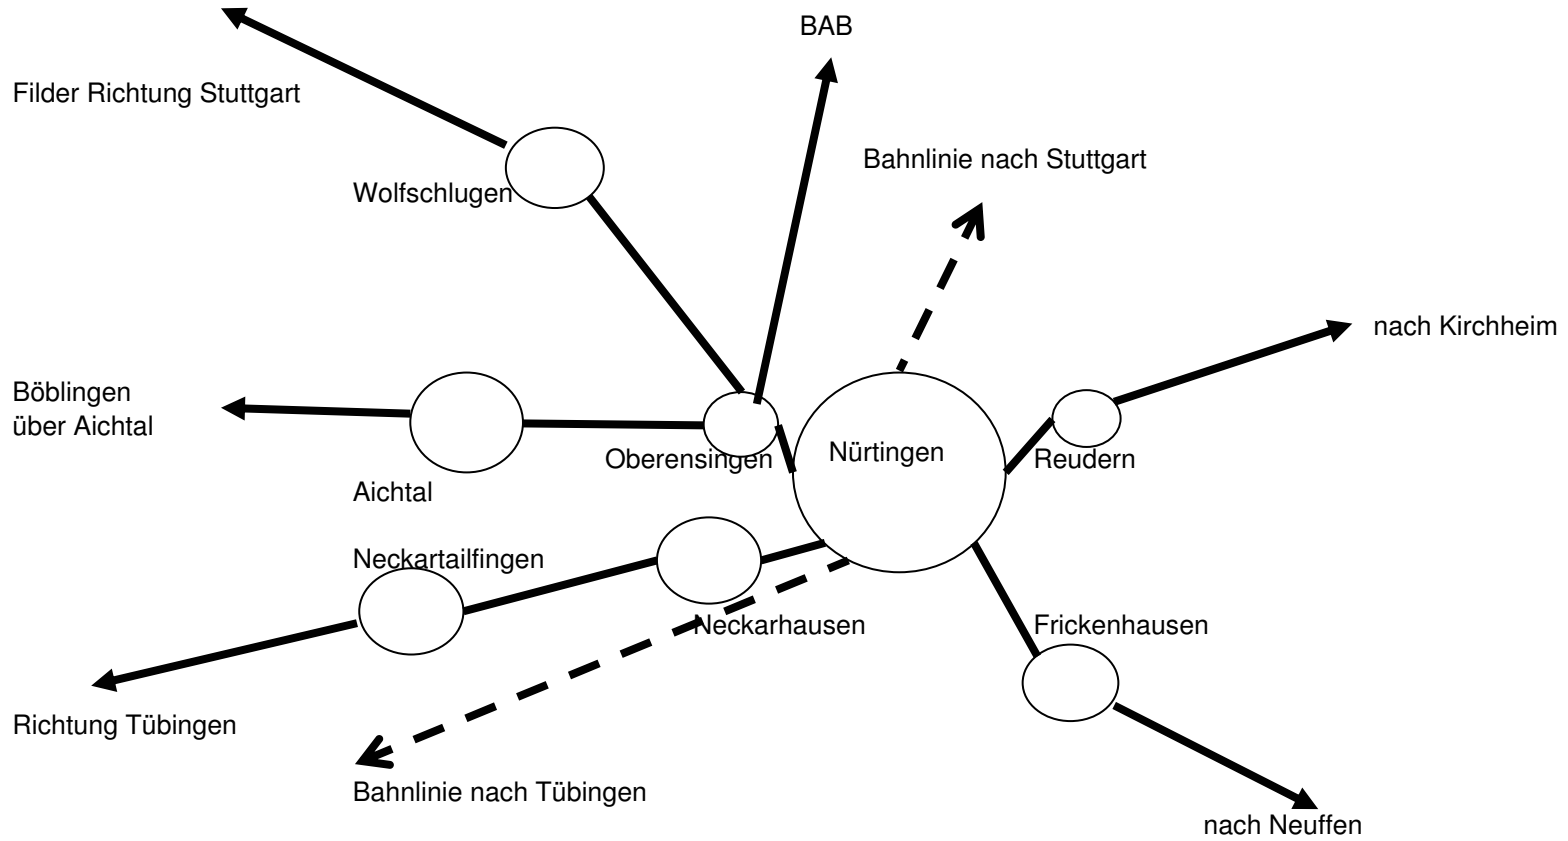 BAB
Filder Richtung Stuttgart
Bahnlinie nach Stuttgart
Wolfschlugen
nach Kirchheim
Böblingen
über Aichtal
Oberensingen
Nürtingen
Reudern
Aichtal
Neckartailfingen
Neckarhausen
Frickenhausen
Richtung Tübingen
Bahnlinie nach Tübingen
nach Neuffen